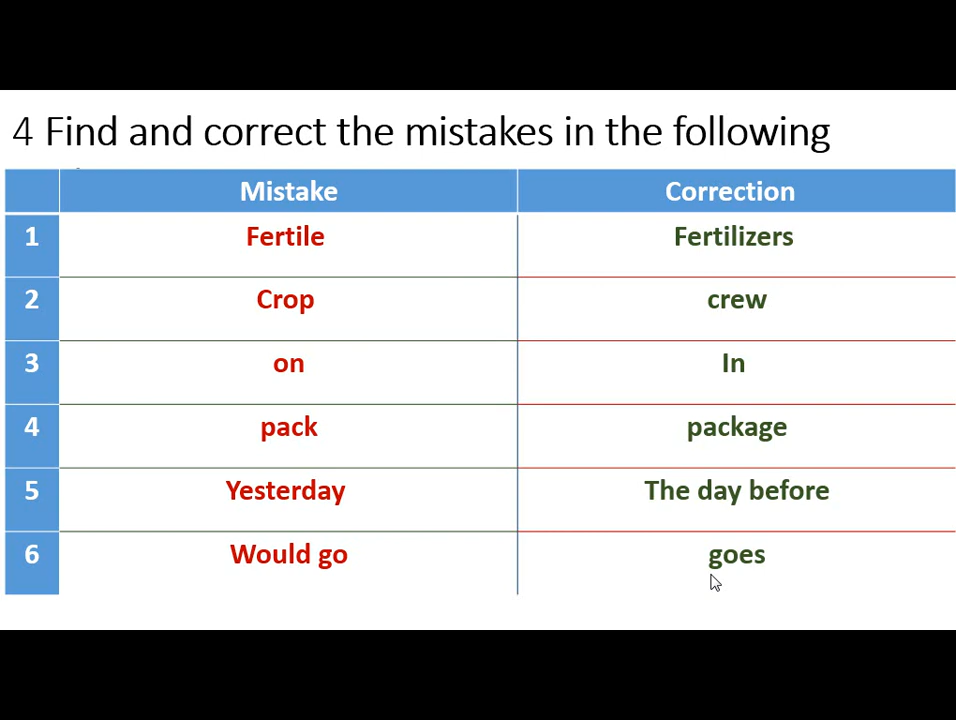 4 Find and correct the mistakes in the following
Mistake Correction
1 Fertile Fertilizers
2 Crop crew
3 on In
4 pack package
5 Yesterday The day before
6 Would go goes